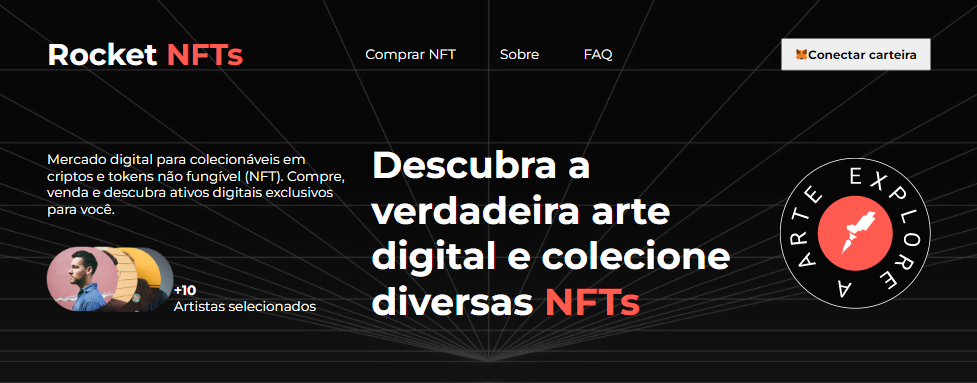 Rocket NFTs
Comprar NFT
Sobre
FAQ
Conectar carteira
Mercado digital para colecionáveis em
criptos e tokens não fungível (NFT). Compre,
venda e descubra ativos digitais exclusivos
para você.
+10
Artistas selecionados
Descubra a
verdadeira arte
digital e colecione
diversas NFTs
EXPLORE A ARTE